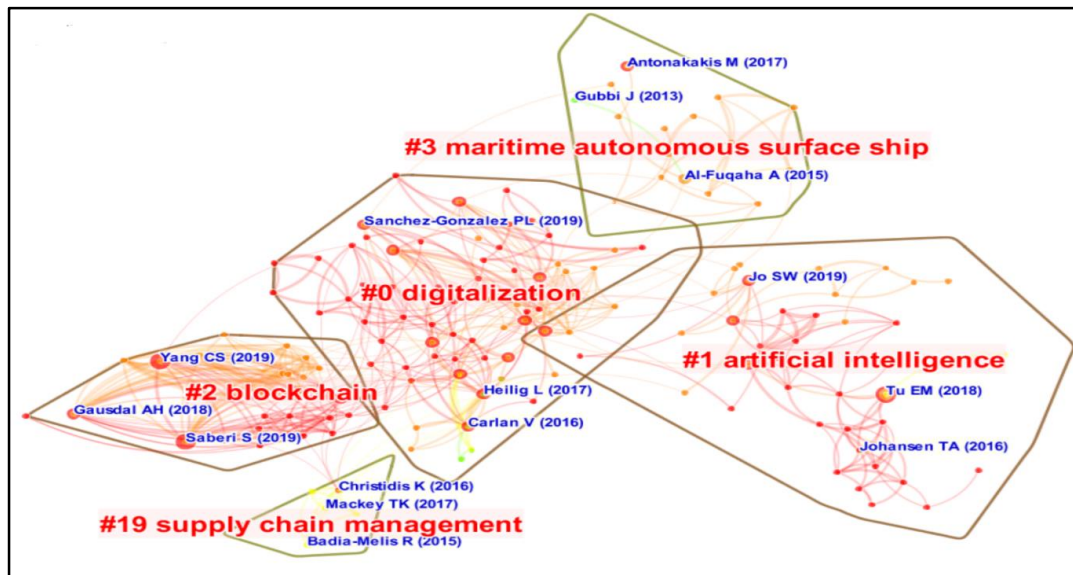 Antonakakis M (2017)
Gubbi J (2013)
#3 maritime autonomous surface ship
Al-Fuqaha A (2015)
Sanchez-Gonzalez PL (2019)
Jo SW (2019)
#0 digitalization
Yang CS (2019)
#1 artificial intelligence
#2 blockchain
Heilig L (2017)
Tu EM (2018)
Gausdal AH (2018)
Carlan V (2016)
Saberi S (2019)
Johansen TA (2016)
Christidis K (2016)
Mackey TK (2017)
#19 supply chain management
Badia-Melis R (2015)